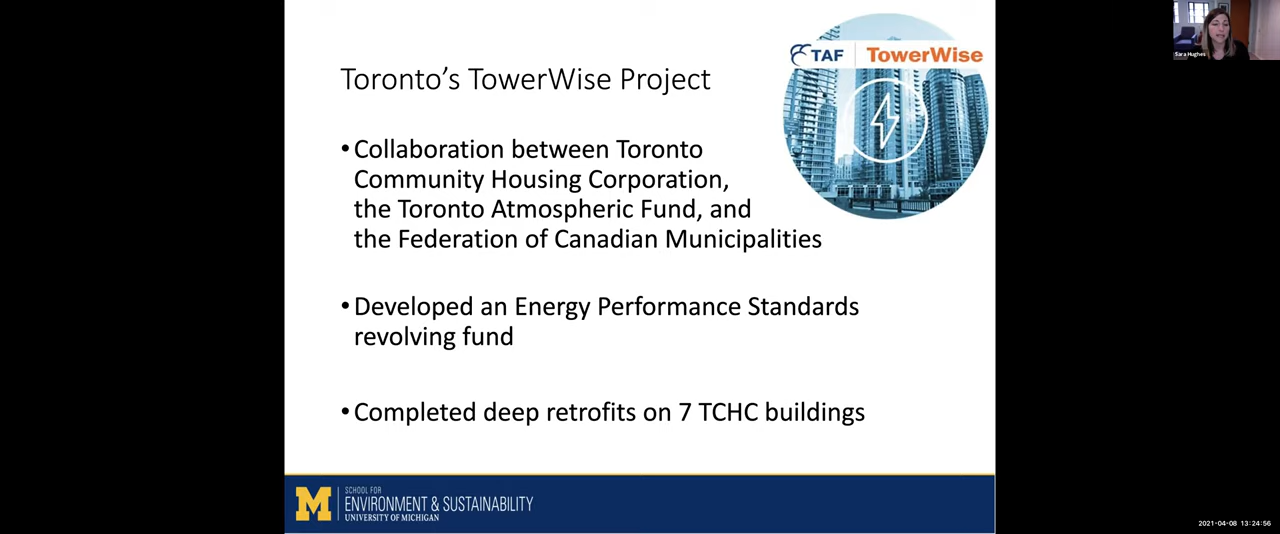 TAF | TowerWise
Toronto's TowerWise Project
•Collaboration between Toronto
Community Housing Corporation,
the Toronto Atmospheric Fund, and
the Federation of Canadian Municipalities
•Developed an Energy Performance Standards
revolving fund
•Completed deep retrofits on 7 TCHC buildings
M
SCHOOL FOR
ENVIRONMENT & SUSTAINABILITY
UNIVERSITY OF MICHIGAN
Sara Hughes
2021-04-08 13:24:56